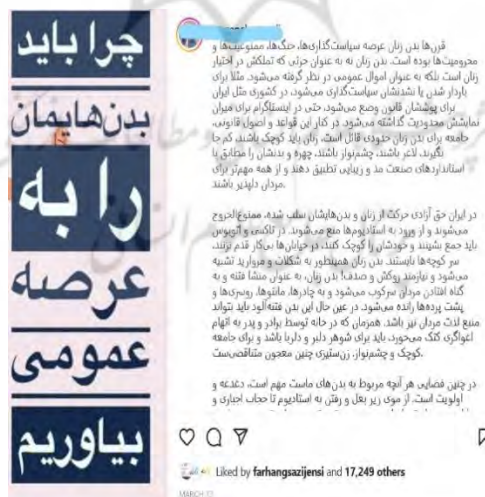 چرا باید
بدن‌هایمان
را به
عرصه
عمومی
بیاوریم
قرن‌ها بدن زنان عرصه سیاست‌گذاری‌ها، جنگ‌ها، ممنوعیت‌ها و
محرومیت‌ها بوده است. بدن زنان نه به عنوان جزئی که تملکش در اختیار
زنان است بلکه به عنوان اموال عمومی در نظر گرفته می‌شود. مثلا برای
باردار شدن یا نشدنشان سیاست‌گذاری می‌شود، در کشوری مثل ایران
برای پوششان قانون وضع می‌شود، حتی در اینستاگرام برای میزان
نمایشش محدودیت گذاشته می‌شود. در کنار این قواعد و اصول قانونی،
جامعه برای بدن زنان حدودی قائل است. زنان باید کوچک باشند، کم جا
بگیرند، لاغر باشند، چشم‌نواز باشند، چهره و بدنشان را مطابق با
استانداردهای صنعت مد و زیبایی تطبیق دهند و از همه مهم‌تر برای
مردان دلپذیر باشند.
در ایران حق آزادی حرکت از زنان و بدن‌هایشان سلب شده، ممنوع‌الخروج
می‌شوند و از ورود به استادیوم‌ها منع می‌شوند. در تاکسی و اتوبوس
باید جمع بشینند و خودشان را کوچک کنند، در خیابان‌ها بی‌کار قدم نزنند،
سر کوچه‌ها نایستند. بدن زنان همینطور به شکلات و مروارید تشبیه
می‌شود و نیازمند روکش و صدف! بدن زنان، به عنوان منشا فتنه و به
گناه افتادن مردان سرکوب می‌شود و به چادرها، مانتوها، روسری‌ها و
پشت پرده‌ها رانده می‌شود. در عین حال این بدن فتنه‌آلود باید بتواند
منبع لذت مردان نیز باشد. همزمان که در خانه توسط برادر و پدر به اتهام
اغواگری کتک می‌خورد، باید برای شوهر دلبر و دلربا باشد و برای جامعه
کوچک و چشم‌نواز. زن‌ستیزی چنین معجون متناقضی‌ست.
در چنین فضایی هر آنچه مربوط به بدن‌های ماست مهم است، دغدغه و
اولویت است. از موی زیر بغل و رفتن به استادیوم تا حجاب اجباری و
Liked by farhangsazijensi and 17,249 others
MARCH 13